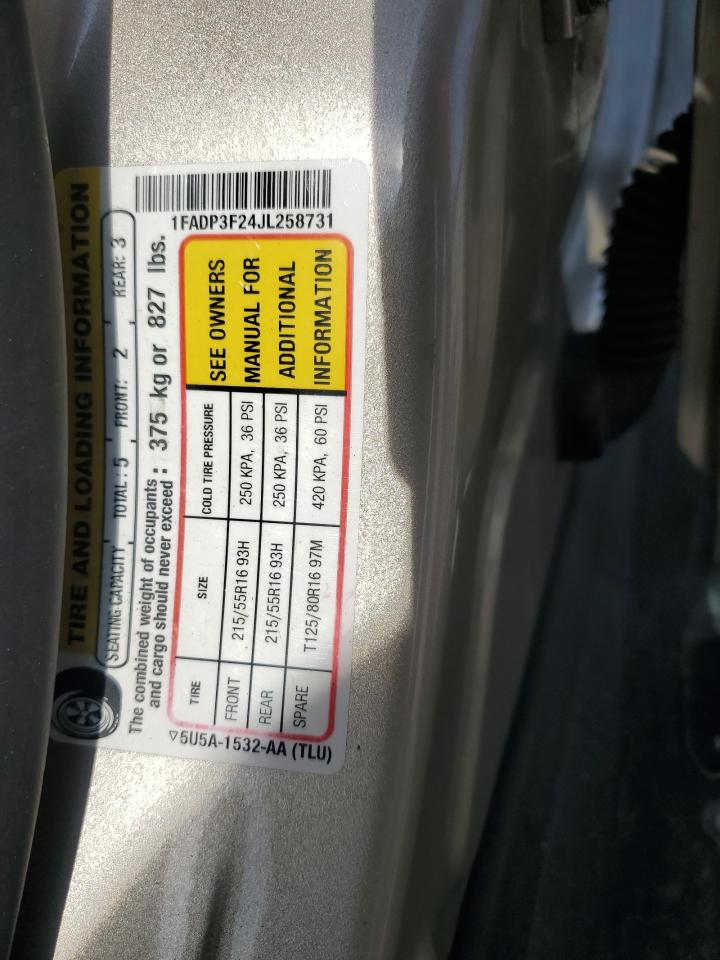 TIRE AND LOADING INFORMATION
SEATING CAPACITY TOTAL: 5 FRONT: 2 REAR: 3
The combined weight of occupants and cargo should never exceed : 375 kg or 827 lbs.
1FADP3F24JL258731
TIRE SIZE COLD TIRE PRESSURE
FRONT 215/55R16 93H 250 KPA, 36 PSI
REAR 215/55R16 93H 250 KPA, 36 PSI
SPARE T125/80R16 97M 420 KPA, 60 PSI
SEE OWNERS
MANUAL FOR
ADDITIONAL
INFORMATION
▽5U5A-1532-AA (TLU)